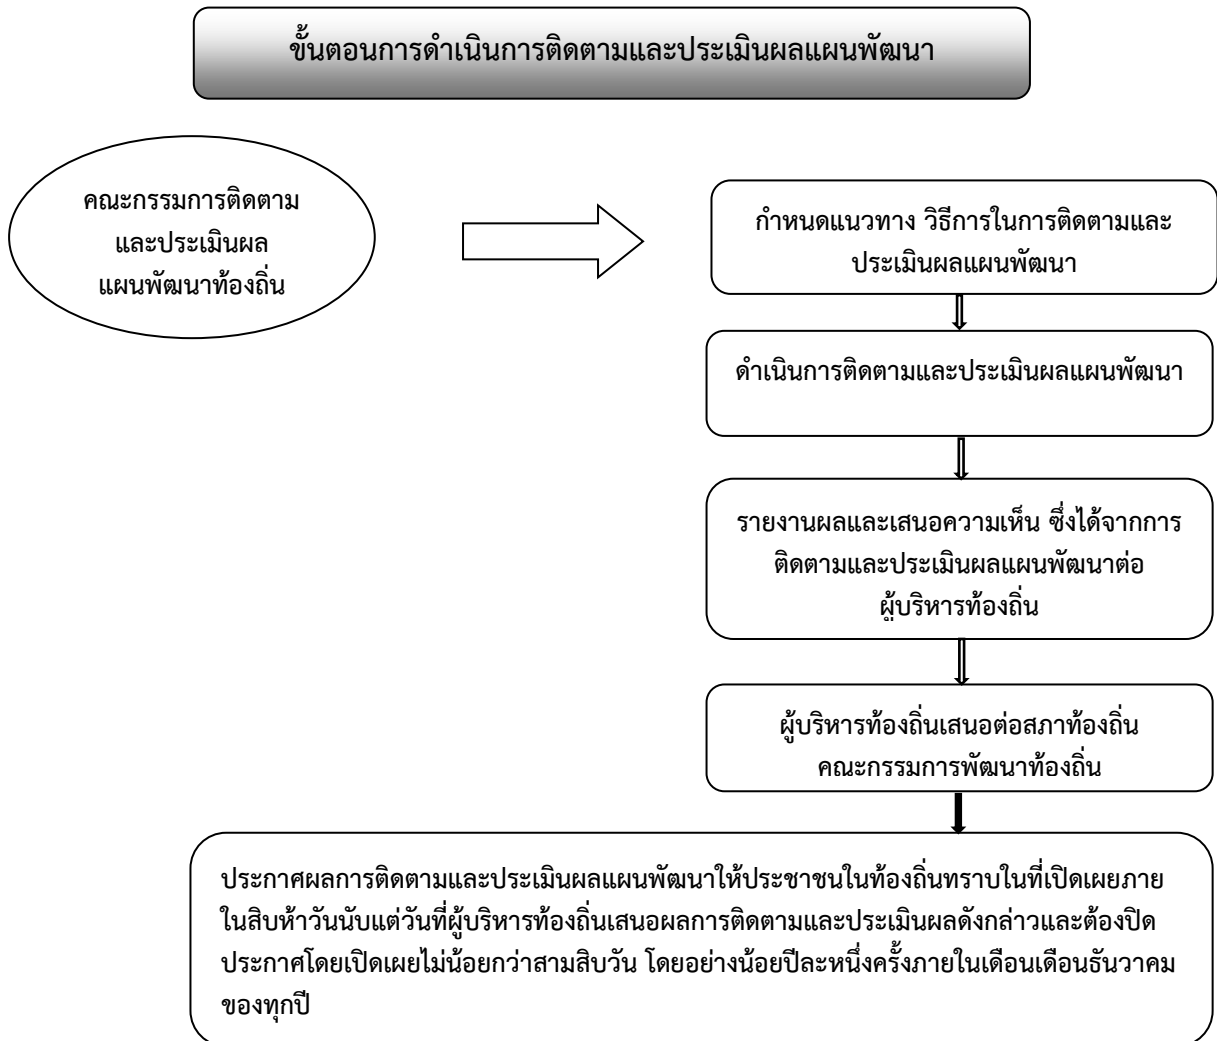 ขั้นตอนการดำเนินการติดตามและประเมินผลแผนพัฒนา
คณะกรรมการติดตาม
และประเมินผล
แผนพัฒนาท้องถิ่น
กำหนดแนวทาง วิธีการในการติดตามและ
ประเมินผลแผนพัฒนา
ดำเนินการติดตามและประเมินผลแผนพัฒนา
รายงานผลและเสนอความเห็น ซึ่งได้จากการ
ติดตามและประเมินผลแผนพัฒนาต่อ
ผู้บริหารท้องถิ่น
ผู้บริหารท้องถิ่นเสนอต่อสภาท้องถิ่น
คณะกรรมการพัฒนาท้องถิ่น
ประกาศผลการติดตามและประเมินผลแผนพัฒนาให้ประชาชนในท้องถิ่นทราบในที่เปิดเผยภาย
ในสิบห้าวันนับแต่วันที่ผู้บริหารท้องถิ่นเสนอผลการติดตามและประเมินผลดังกล่าวและต้องปิด
ประกาศโดยเปิดเผยไม่น้อยกว่าสามสิบวัน โดยอย่างน้อยปีละหนึ่งครั้งภายในเดือนเดือนธันวาคม
ของทุกปี